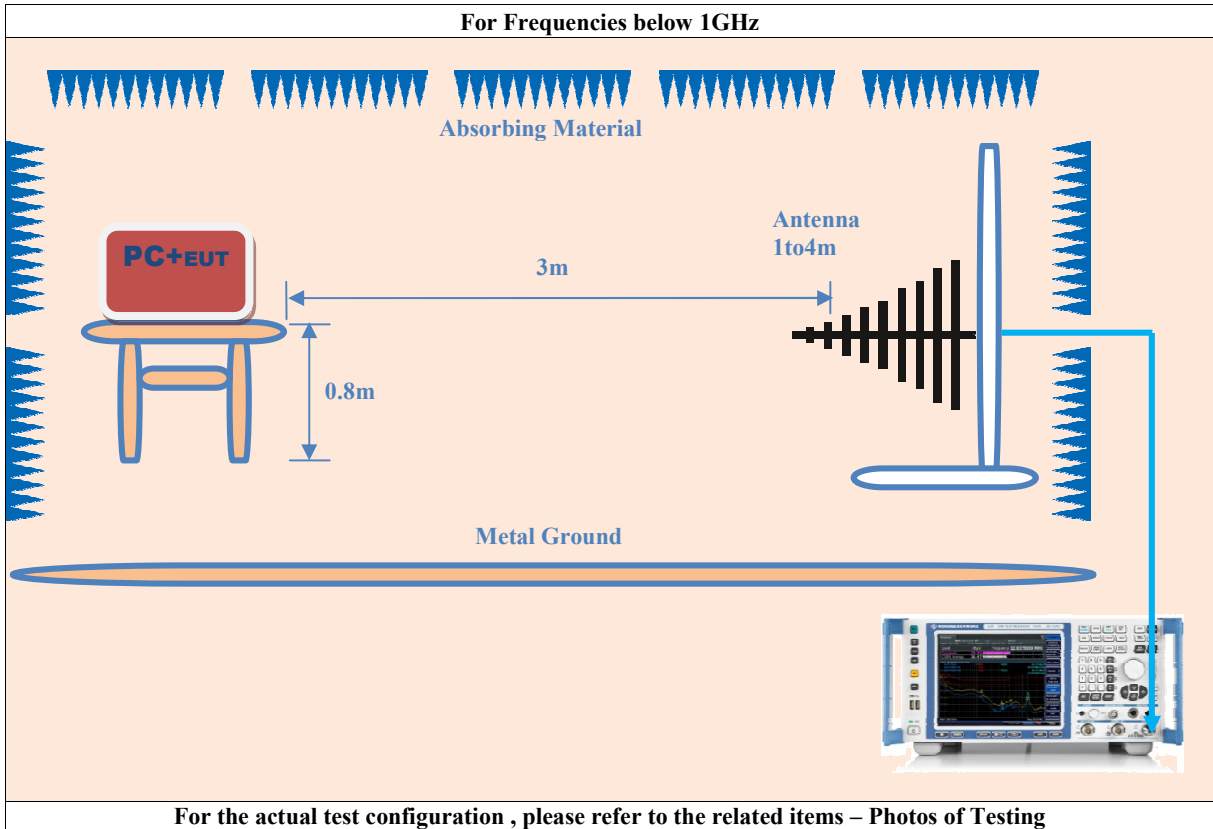 For Frequencies below 1GHz
Absorbing Material
Antenna
1to4m
PC+EUT
3m
0.8m
Metal Ground
For the actual test configuration , please refer to the related items – Photos of Testing